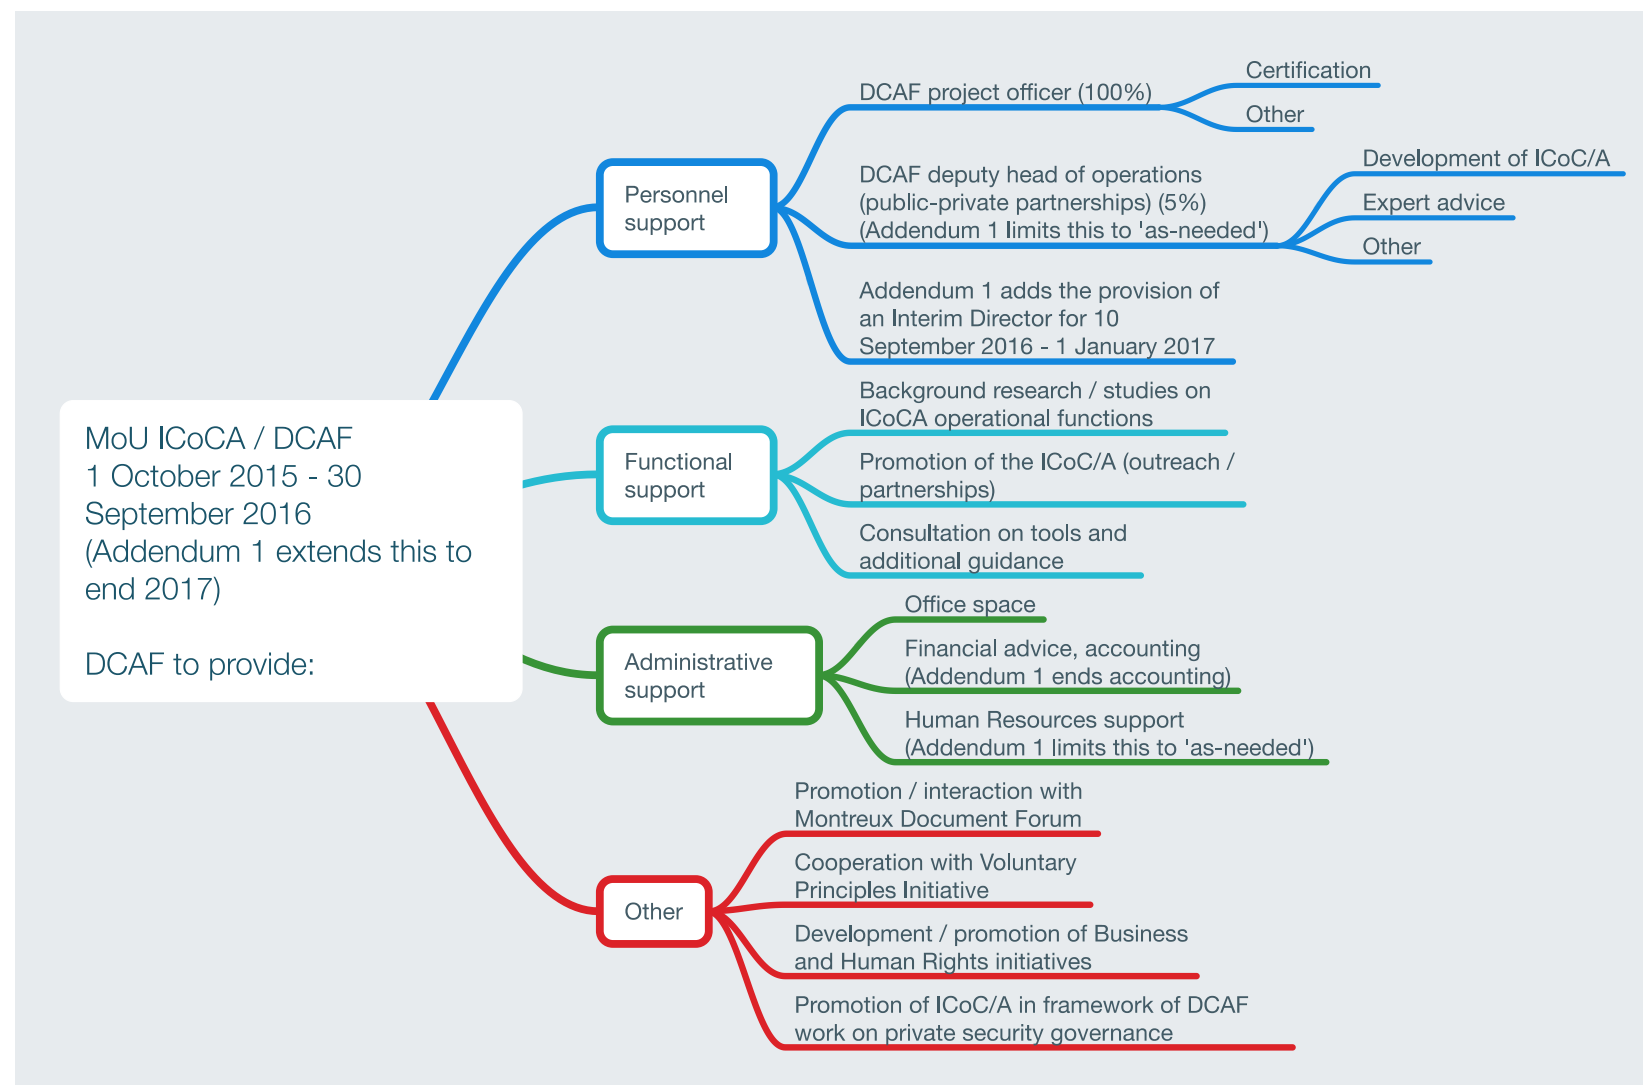 MoU ICoCA / DCAF
1 October 2015 - 30
September 2016
(Addendum 1 extends this to
end 2017)
DCAF to provide:
Personnel
support
DCAF project officer (100%)
Certification
Other
DCAF deputy head of operations
(public-private partnerships) (5%)
(Addendum 1 limits this to 'as-needed')
Development of ICoC/A
Expert advice
Other
Addendum 1 adds the provision of
an Interim Director for 10
September 2016 - 1 January 2017
Functional
support
Background research / studies on
ICoCA operational functions
Promotion of the ICoC/A (outreach /
partnerships)
Consultation on tools and
additional guidance
Administrative
support
Office space
Financial advice, accounting
(Addendum 1 ends accounting)
Human Resources support
(Addendum 1 limits this to 'as-needed')
Other
Promotion / interaction with
Montreux Document Forum
Cooperation with Voluntary
Principles Initiative
Development / promotion of Business
and Human Rights initiatives
Promotion of ICoC/A in framework of DCAF
work on private security governance